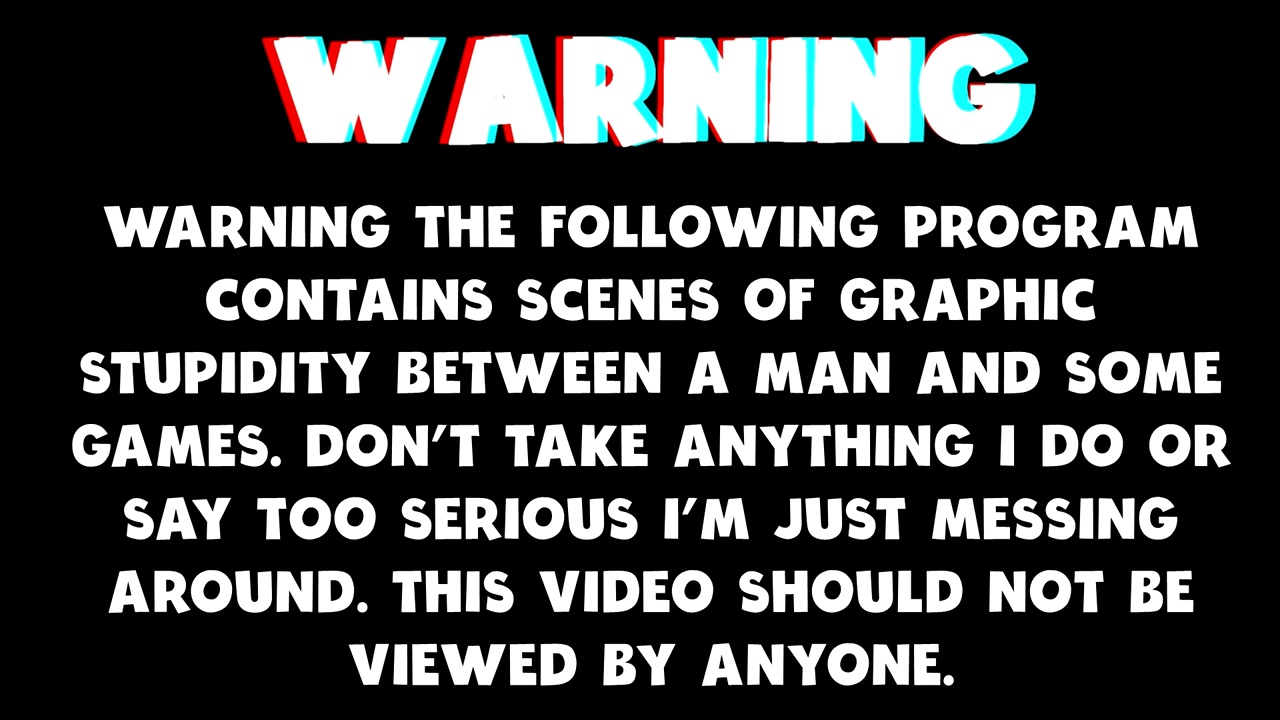 WARNING
WARNING THE FOLLOWING PROGRAM
CONTAINS SCENES OF GRAPHIC
STUPIDITY BETWEEN A MAN AND SOME
GAMES. DON'T TAKE ANYTHING I DO OR
SAY TOO SERIOUS I'M JUST MESSING
AROUND. THIS VIDEO SHOULD NOT BE
VIEWED BY ANYONE.